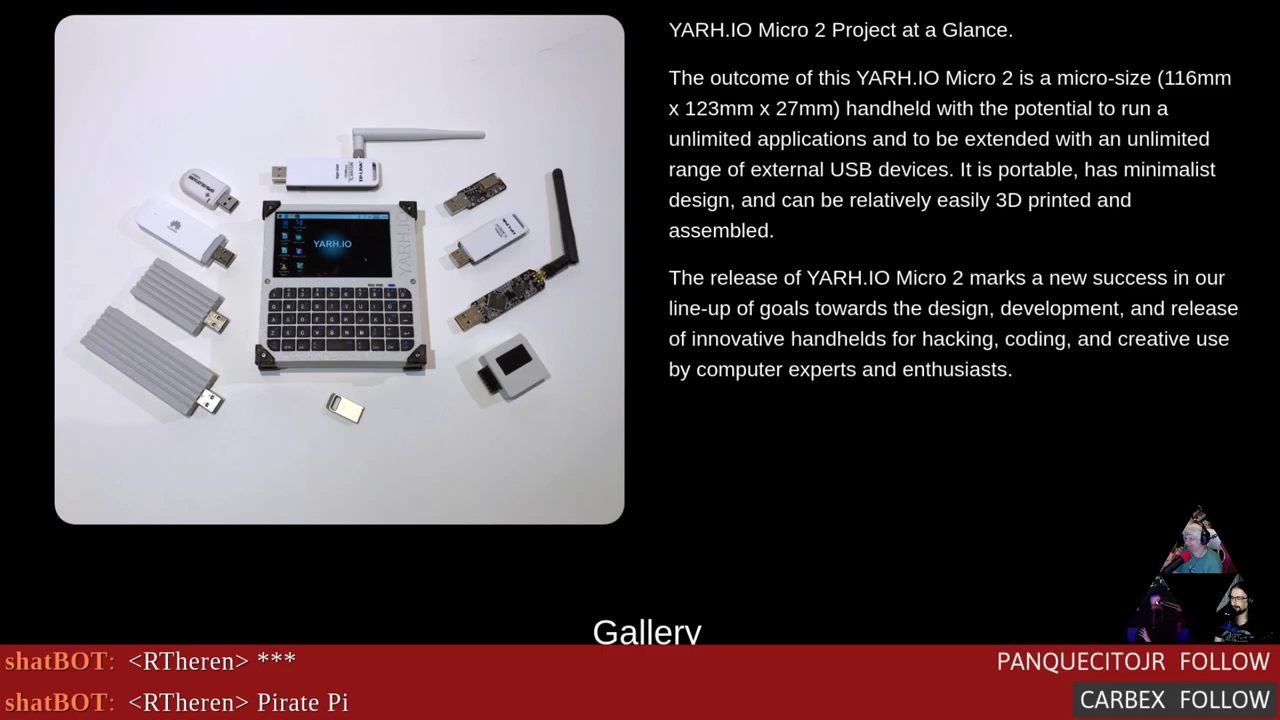 YARH.IO Micro 2 Project at a Glance.
The outcome of this YARH.IO Micro 2 is a micro-size (116mm
x 123mm x 27mm) handheld with the potential to run a
unlimited applications and to be extended with an unlimited
range of external USB devices. It is portable, has minimalist
design, and can be relatively easily 3D printed and
assembled.
The release of YARH.IO Micro 2 marks a new success in our
line-up of goals towards the design, development, and release
of innovative handhelds for hacking, coding, and creative use
by computer experts and enthusiasts.
YARH.IO
YARH.IO
Gallery
shatBOT: <RTheren> ***
shatBOT: <RTheren> Pirate Pi
PANQUECITOJR FOLLOW
CARBEX FOLLOW